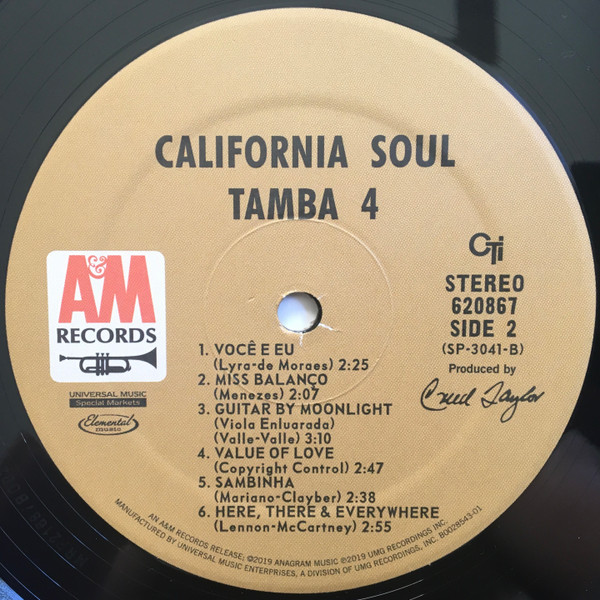 CALIFORNIA SOUL
TAMBA 4
A&M
RECORDS
UNIVERSAL MUSIC
Special Markets
Elemental
music
CTi
STEREO
620867
SIDE 2
(SP-3041-B)
Produced by
Creed Taylor
1. VOCÊ E EU
(Lyra-de Moraes) 2:25
2. MISS BALANÇO
(Menezes) 2:07
3. GUITAR BY MOONLIGHT
(Viola Enluarada)
(Valle-Valle) 3:10
4. VALUE OF LOVE
(Copyright Control) 2:47
5. SAMBINHA
(Mariano-Clayber) 2:38
6. HERE, THERE & EVERYWHERE
(Lennon-McCartney) 2:55
AN A&M RECORDS RELEASE; ©2019 ANAGRAM MUSIC ℗2019 UMG RECORDINGS INC.
MANUFACTURED BY UNIVERSAL MUSIC ENTERPRISES, A DIVISION OF UMG RECORDINGS, INC. B0028543-01